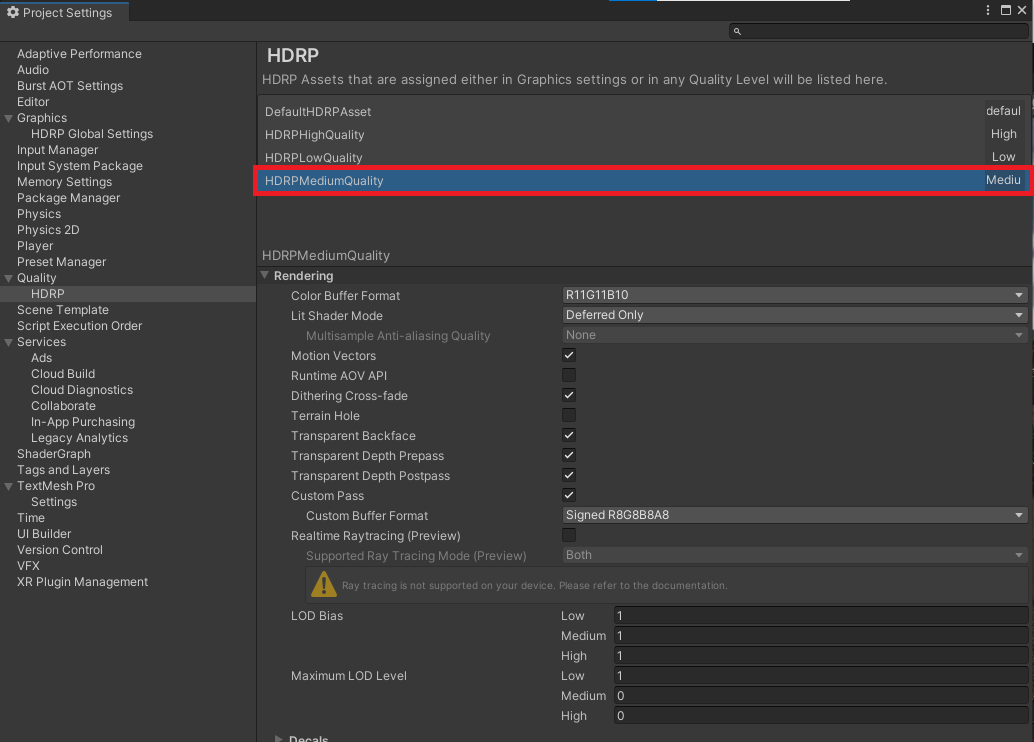 Project Settings
Adaptive Performance
Audio
Burst AOT Settings
Editor
Graphics
HDRP Global Settings
Input Manager
Input System Package
Memory Settings
Package Manager
Physics
Physics 2D
Player
Preset Manager
Quality
HDRP
Scene Template
Script Execution Order
Services
Ads
Cloud Build
Cloud Diagnostics
Collaborate
In-App Purchasing
Legacy Analytics
ShaderGraph
Tags and Layers
TextMesh Pro
Settings
Time
UI Builder
Version Control
VFX
XR Plugin Management
HDRP
HDRP Assets that are assigned either in Graphics settings or in any Quality Level will be listed here.
DefaultHDRPAsset defaul
HDRPHighQuality High
HDRPLowQuality Low
HDRPMediumQuality Mediu
HDRPMediumQuality
Rendering
Color Buffer Format R11G11B10
Lit Shader Mode Deferred Only
Multisample Anti-aliasing Quality None
Motion Vectors
Runtime AOV API
Dithering Cross-fade
Terrain Hole
Transparent Backface
Transparent Depth Prepass
Transparent Depth Postpass
Custom Pass
Custom Buffer Format Signed R8G8B8A8
Realtime Raytracing (Preview)
Supported Ray Tracing Mode (Preview) Both
Ray tracing is not supported on your device. Please refer to the documentation.
LOD Bias Low 1
Medium 1
High 1
Maximum LOD Level Low 1
Medium 0
High 0
Decals